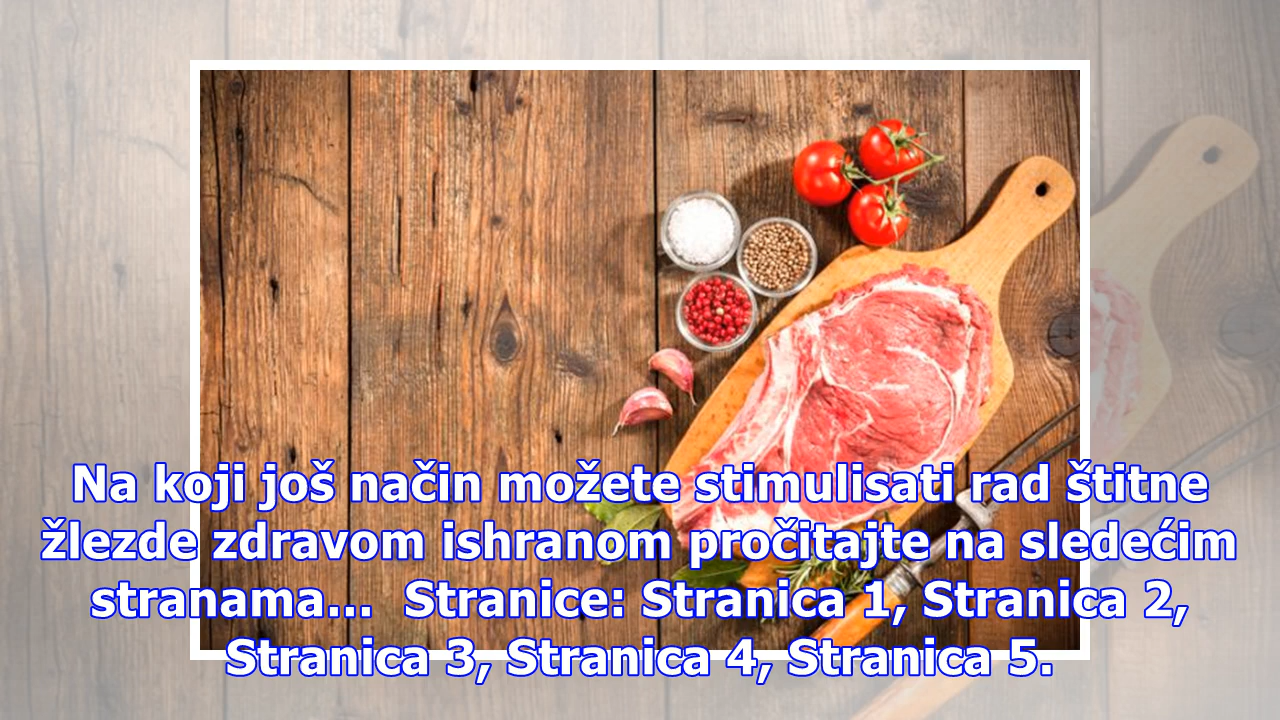 Na koji još način možete stimulisati rad štitne
žlezde zdravom ishranom pročitajte na sledećim
stranama... Stranice: Stranica 1, Stranica 2,
Stranica 3, Stranica 4, Stranica 5.